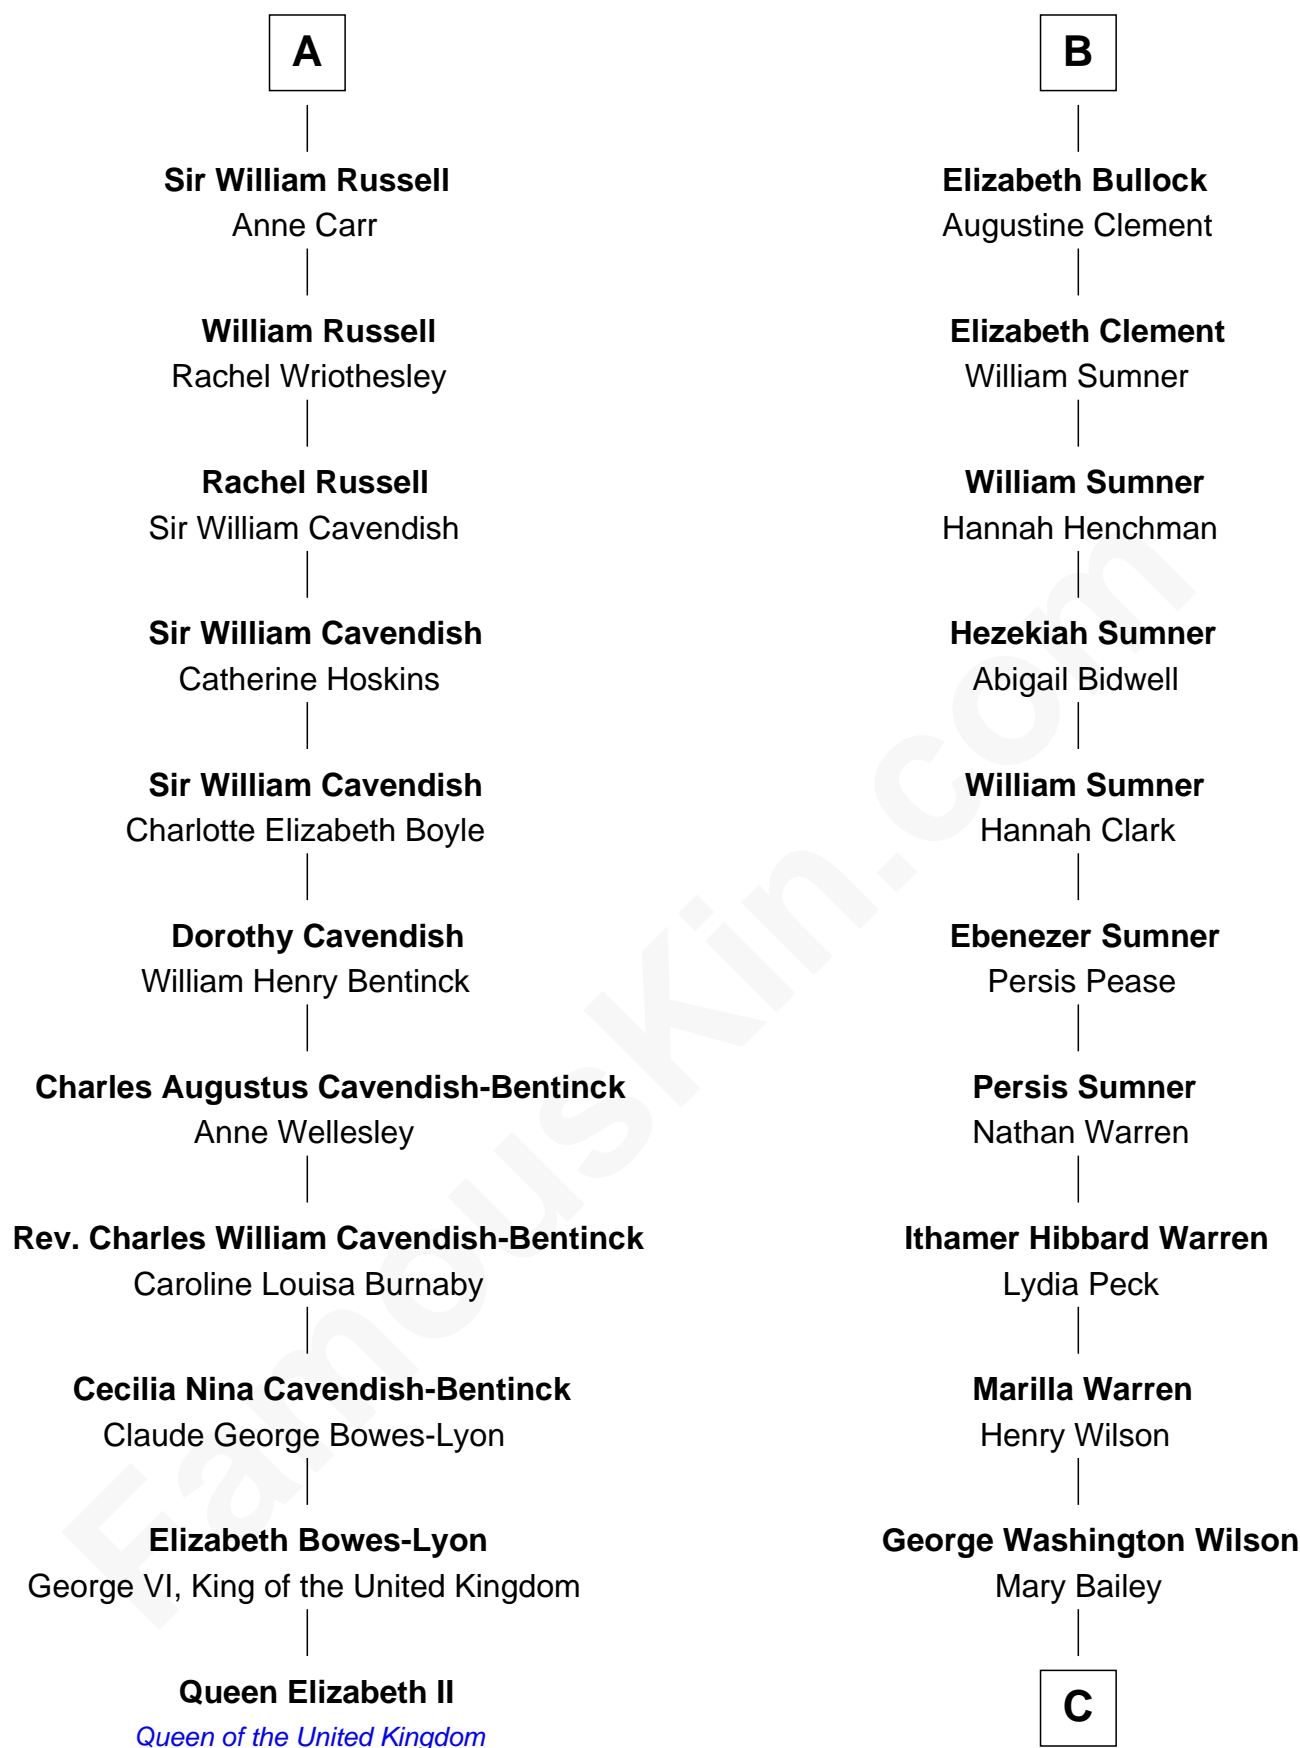 A
Sir William Russell
Anne Carr
William Russell
Rachel Wriothesley
Rachel Russell
Sir William Cavendish
Sir William Cavendish
Catherine Hoskins
Sir William Cavendish
Charlotte Elizabeth Boyle
Dorothy Cavendish
William Henry Bentinck
Charles Augustus Cavendish-Bentinck
Anne Wellesley
Rev. Charles William Cavendish-Bentinck
Caroline Louisa Burnaby
Cecilia Nina Cavendish-Bentinck
Claude George Bowes-Lyon
Elizabeth Bowes-Lyon
George VI, King of the United Kingdom
Queen Elizabeth II
Queen of the United Kingdom
B
Elizabeth Bullock
Augustine Clement
Elizabeth Clement
William Sumner
William Sumner
Hannah Henchman
Hezekiah Sumner
Abigail Bidwell
William Sumner
Hannah Clark
Ebenezer Sumner
Persis Pease
Persis Sumner
Nathan Warren
Ithamer Hibbard Warren
Lydia Peck
Marilla Warren
Henry Wilson
George Washington Wilson
Mary Bailey
C
FamousKin.com